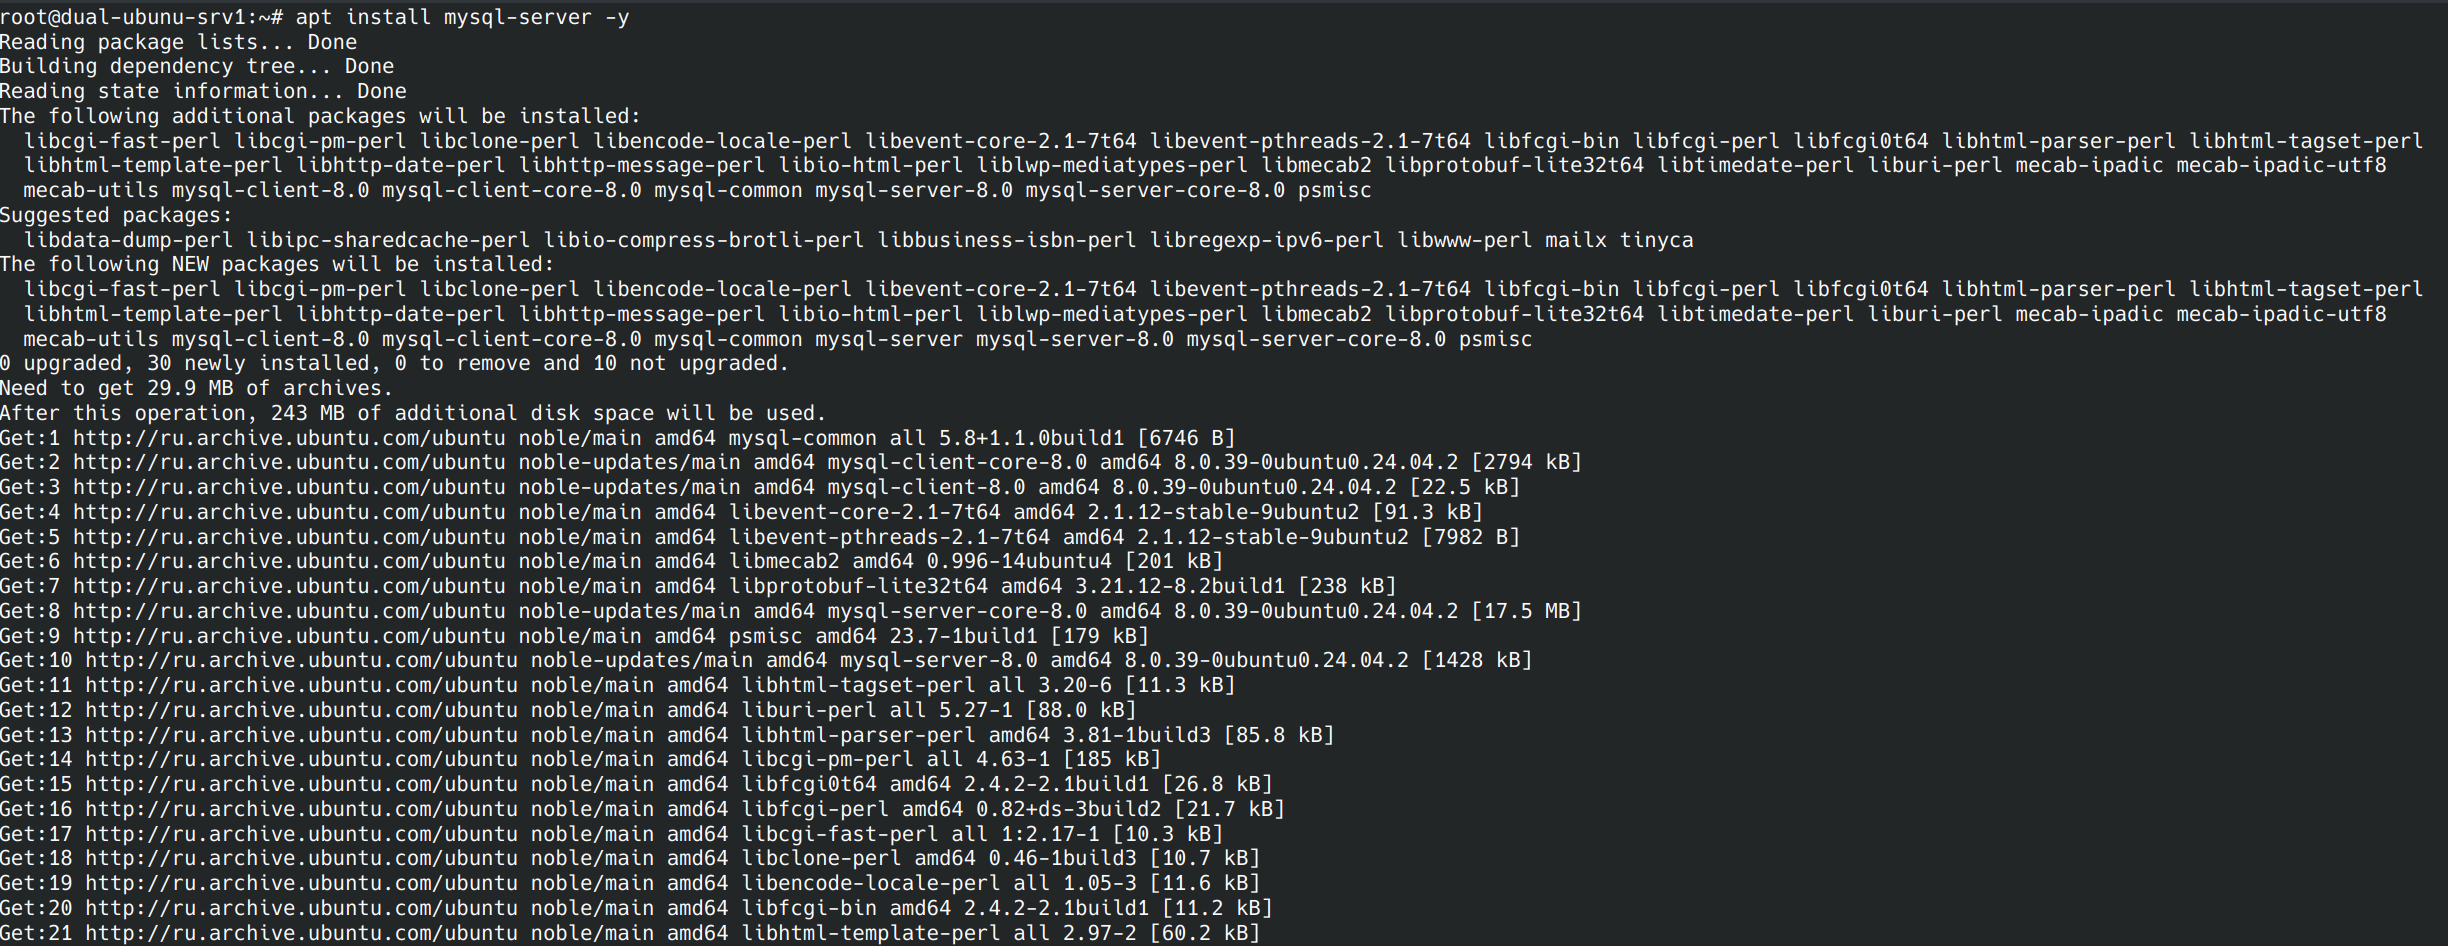 root@dual-ubunu-srv1:~# apt install mysql-server -y
Reading package lists... Done
Building dependency tree... Done
Reading state information... Done
The following additional packages will be installed:
  libcgi-fast-perl libcgi-pm-perl libclone-perl libencode-locale-perl libevent-core-2.1-7t64 libevent-pthreads-2.1-7t64 libfcgi-bin libfcgi-perl libfcgi0t64 libhtml-parser-perl libhtml-tagset-perl
  libhtml-template-perl libhttp-date-perl libhttp-message-perl libio-html-perl liblwp-mediatypes-perl libmecab2 libprotobuf-lite32t64 libtimedate-perl liburi-perl mecab-ipadic mecab-ipadic-utf8
  mecab-utils mysql-client-8.0 mysql-client-core-8.0 mysql-common mysql-server-8.0 mysql-server-core-8.0 psmisc
Suggested packages:
  libdata-dump-perl libipc-sharedcache-perl libio-compress-brotli-perl libbusiness-isbn-perl libregexp-ipv6-perl libwww-perl mailx tinyca
The following NEW packages will be installed:
  libcgi-fast-perl libcgi-pm-perl libclone-perl libencode-locale-perl libevent-core-2.1-7t64 libevent-pthreads-2.1-7t64 libfcgi-bin libfcgi-perl libfcgi0t64 libhtml-parser-perl libhtml-tagset-perl
  libhtml-template-perl libhttp-date-perl libhttp-message-perl libio-html-perl liblwp-mediatypes-perl libmecab2 libprotobuf-lite32t64 libtimedate-perl liburi-perl mecab-ipadic mecab-ipadic-utf8
  mecab-utils mysql-client-8.0 mysql-client-core-8.0 mysql-common mysql-server mysql-server-8.0 mysql-server-core-8.0 psmisc
0 upgraded, 30 newly installed, 0 to remove and 10 not upgraded.
Need to get 29.9 MB of archives.
After this operation, 243 MB of additional disk space will be used.
Get:1 http://ru.archive.ubuntu.com/ubuntu noble/main amd64 mysql-common all 5.8+1.1.0build1 [6746 B]
Get:2 http://ru.archive.ubuntu.com/ubuntu noble-updates/main amd64 mysql-client-core-8.0 amd64 8.0.39-0ubuntu0.24.04.2 [2794 kB]
Get:3 http://ru.archive.ubuntu.com/ubuntu noble-updates/main amd64 mysql-client-8.0 amd64 8.0.39-0ubuntu0.24.04.2 [22.5 kB]
Get:4 http://ru.archive.ubuntu.com/ubuntu noble/main amd64 libevent-core-2.1-7t64 amd64 2.1.12-stable-9ubuntu2 [91.3 kB]
Get:5 http://ru.archive.ubuntu.com/ubuntu noble/main amd64 libevent-pthreads-2.1-7t64 amd64 2.1.12-stable-9ubuntu2 [7982 B]
Get:6 http://ru.archive.ubuntu.com/ubuntu noble/main amd64 libmecab2 amd64 0.996-14ubuntu4 [201 kB]
Get:7 http://ru.archive.ubuntu.com/ubuntu noble/main amd64 libprotobuf-lite32t64 amd64 3.21.12-8.2build1 [238 kB]
Get:8 http://ru.archive.ubuntu.com/ubuntu noble-updates/main amd64 mysql-server-core-8.0 amd64 8.0.39-0ubuntu0.24.04.2 [17.5 MB]
Get:9 http://ru.archive.ubuntu.com/ubuntu noble/main amd64 psmisc amd64 23.7-1build1 [179 kB]
Get:10 http://ru.archive.ubuntu.com/ubuntu noble-updates/main amd64 mysql-server-8.0 amd64 8.0.39-0ubuntu0.24.04.2 [1428 kB]
Get:11 http://ru.archive.ubuntu.com/ubuntu noble/main amd64 libhtml-tagset-perl all 3.20-6 [11.3 kB]
Get:12 http://ru.archive.ubuntu.com/ubuntu noble/main amd64 liburi-perl all 5.27-1 [88.0 kB]
Get:13 http://ru.archive.ubuntu.com/ubuntu noble/main amd64 libhtml-parser-perl amd64 3.81-1build3 [85.8 kB]
Get:14 http://ru.archive.ubuntu.com/ubuntu noble/main amd64 libcgi-pm-perl all 4.63-1 [185 kB]
Get:15 http://ru.archive.ubuntu.com/ubuntu noble/main amd64 libfcgi0t64 amd64 2.4.2-2.1build1 [26.8 kB]
Get:16 http://ru.archive.ubuntu.com/ubuntu noble/main amd64 libfcgi-perl amd64 0.82+ds-3build2 [21.7 kB]
Get:17 http://ru.archive.ubuntu.com/ubuntu noble/main amd64 libcgi-fast-perl all 1:2.17-1 [10.3 kB]
Get:18 http://ru.archive.ubuntu.com/ubuntu noble/main amd64 libclone-perl amd64 0.46-1build3 [10.7 kB]
Get:19 http://ru.archive.ubuntu.com/ubuntu noble/main amd64 libencode-locale-perl all 1.05-3 [11.6 kB]
Get:20 http://ru.archive.ubuntu.com/ubuntu noble/main amd64 libfcgi-bin amd64 2.4.2-2.1build1 [11.2 kB]
Get:21 http://ru.archive.ubuntu.com/ubuntu noble/main amd64 libhtml-template-perl all 2.97-2 [60.2 kB]